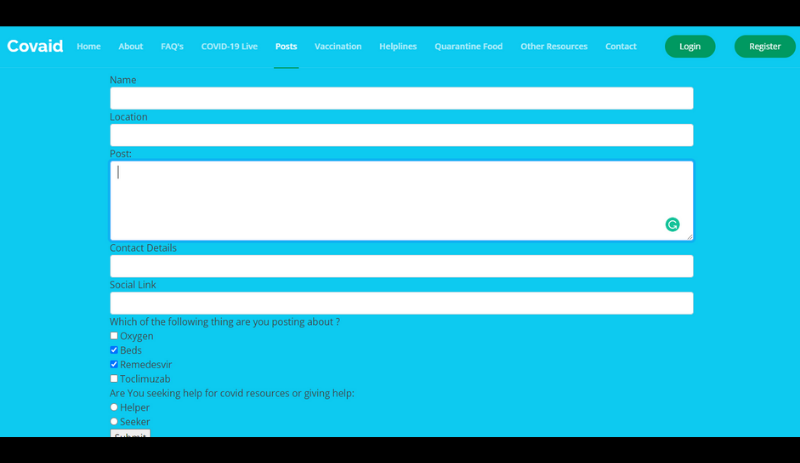 Covaid Home About FAQ's COVID-19 Live Posts Vaccination Helplines Quarantine Food Other Resources Contact Login Register
Name
Location
Post:
Contact Details
Social Link
Which of the following thing are you posting about ?
Oxygen
Beds
Remedesvir
Toclimuzab
Are You seeking help for covid resources or giving help:
Helper
Seeker
Submit